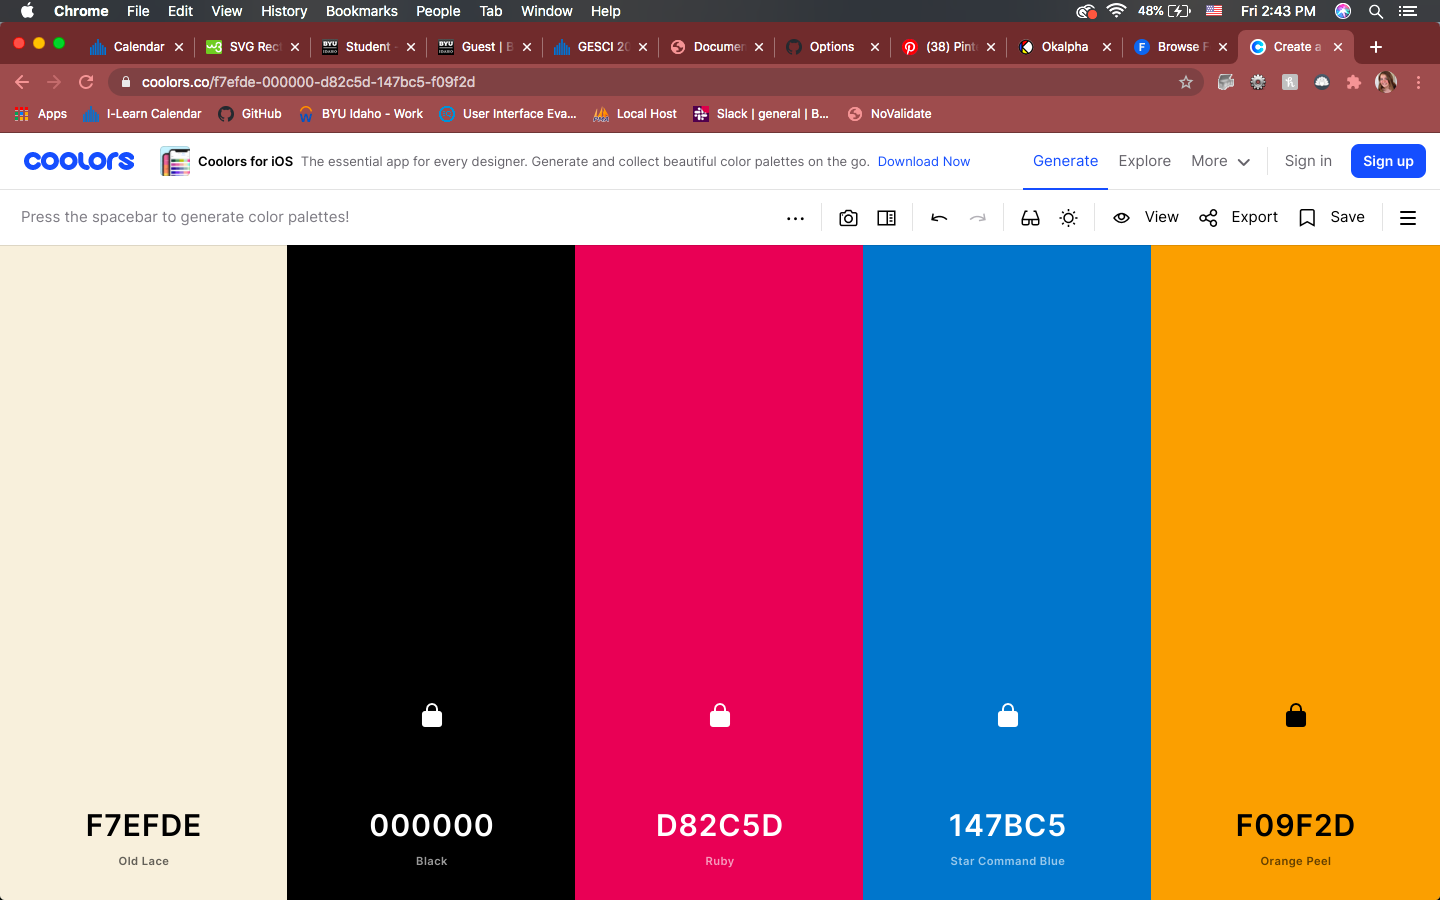 Chrome File Edit View History Bookmarks People Tab Window Help 48% Fri 2:43 PM
Calendar SVG Rect Student - Guest | B GESCI 20 Documen Options (38) Pinte Okalpha Browse F Create a
coolors.co/f7efde-000000-d82c5d-147bc5-f09f2d
Apps I-Learn Calendar GitHub BYU Idaho - Work User Interface Eva... Local Host Slack | general | B... NoValidate
coolors Coolors for iOS The essential app for every designer. Generate and collect beautiful color palettes on the go. Download Now Generate Explore More Sign in Sign up
Press the spacebar to generate color palettes! View Export Save
F7EFDE 000000 D82C5D 147BC5 F09F2D
Old Lace Black Ruby Star Command Blue Orange Peel